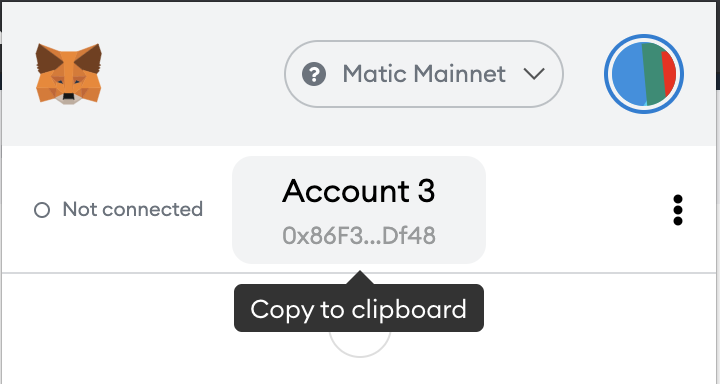 ? Matic Mainnet
Not connected
Account 3
0x86F3...Df48
Copy to clipboard